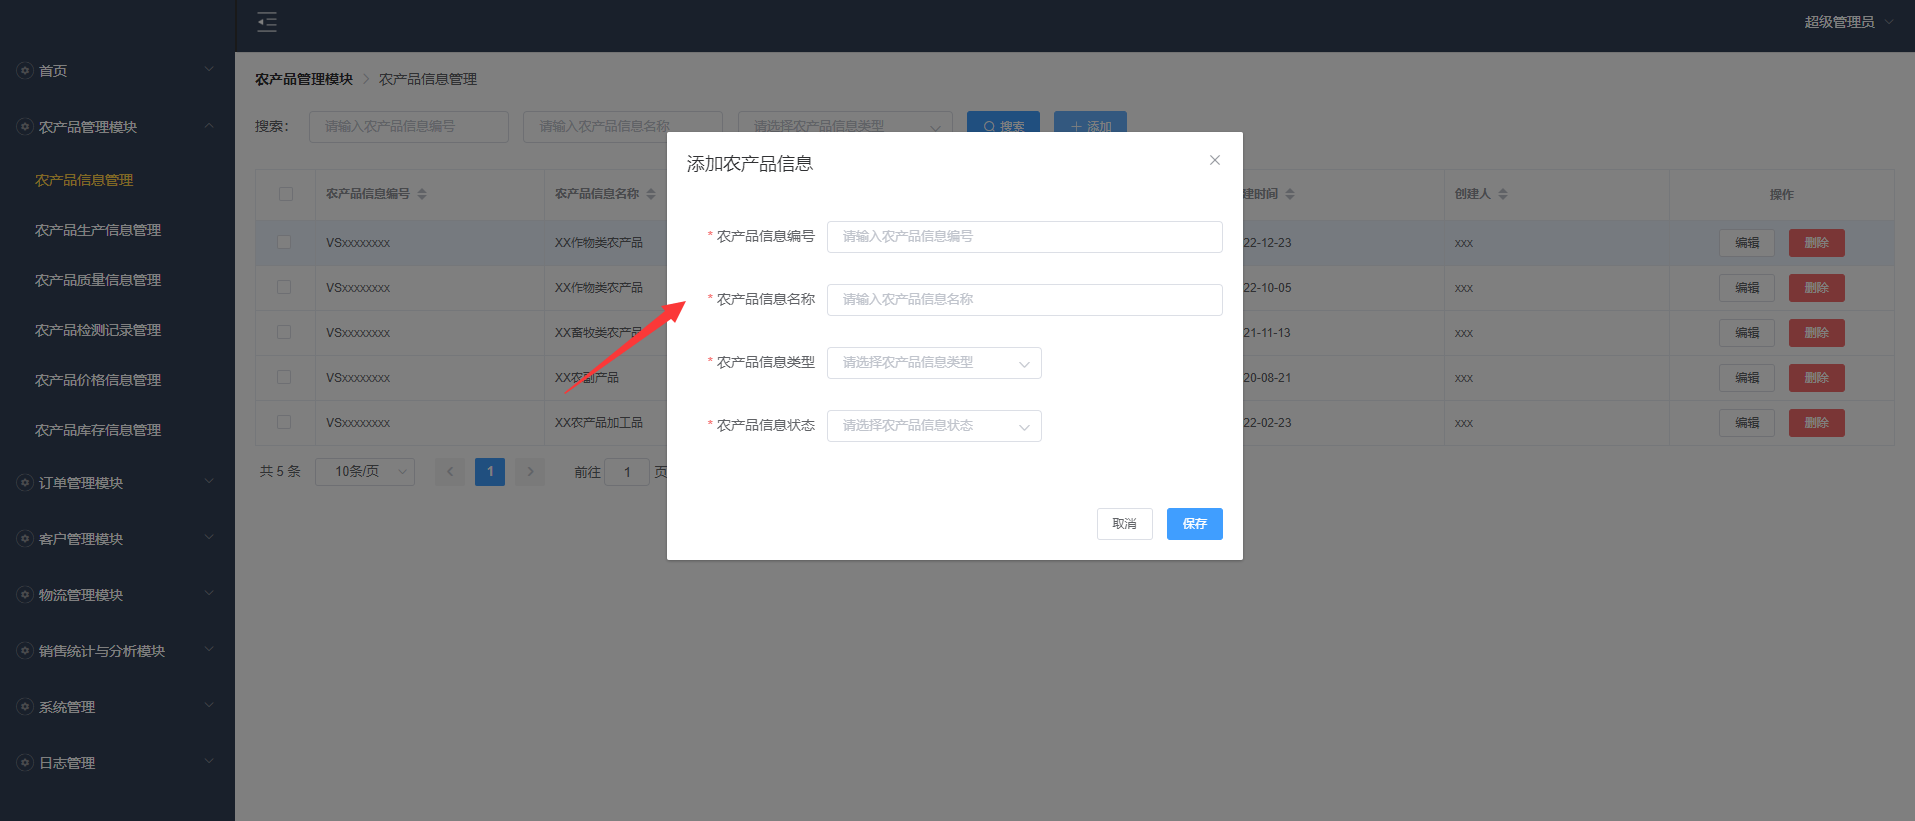 超级管理员
首页
农产品管理模块
农产品信息管理
农产品生产信息管理
农产品质量信息管理
农产品检测记录管理
农产品价格信息管理
农产品库存信息管理
订单管理模块
客户管理模块
物流管理模块
销售统计与分析模块
系统管理
日志管理
农产品管理模块 > 农产品信息管理
搜索: 请输入农产品信息编号 请输入农产品信息名称 请选择农产品信息类型 搜索 + 添加
农产品信息编号 农产品信息名称 建时间 创建人 操作
VSxxxxxxxx XX作物类农产品 22-12-23 xxx 编辑 删除
VSxxxxxxxx XX作物类农产品 22-10-05 xxx 编辑 删除
VSxxxxxxxx XX畜牧类农产品 21-11-13 xxx 编辑 删除
VSxxxxxxxx XX农副产品 20-08-21 xxx 编辑 删除
VSxxxxxxxx XX农产品加工品 22-02-23 xxx 编辑 删除
共 5 条 10条/页 < 1 > 前往 1 页
添加农产品信息
* 农产品信息编号 请输入农产品信息编号
* 农产品信息名称 请输入农产品信息名称
* 农产品信息类型 请选择农产品信息类型
* 农产品信息状态 请选择农产品信息状态
取消 保存